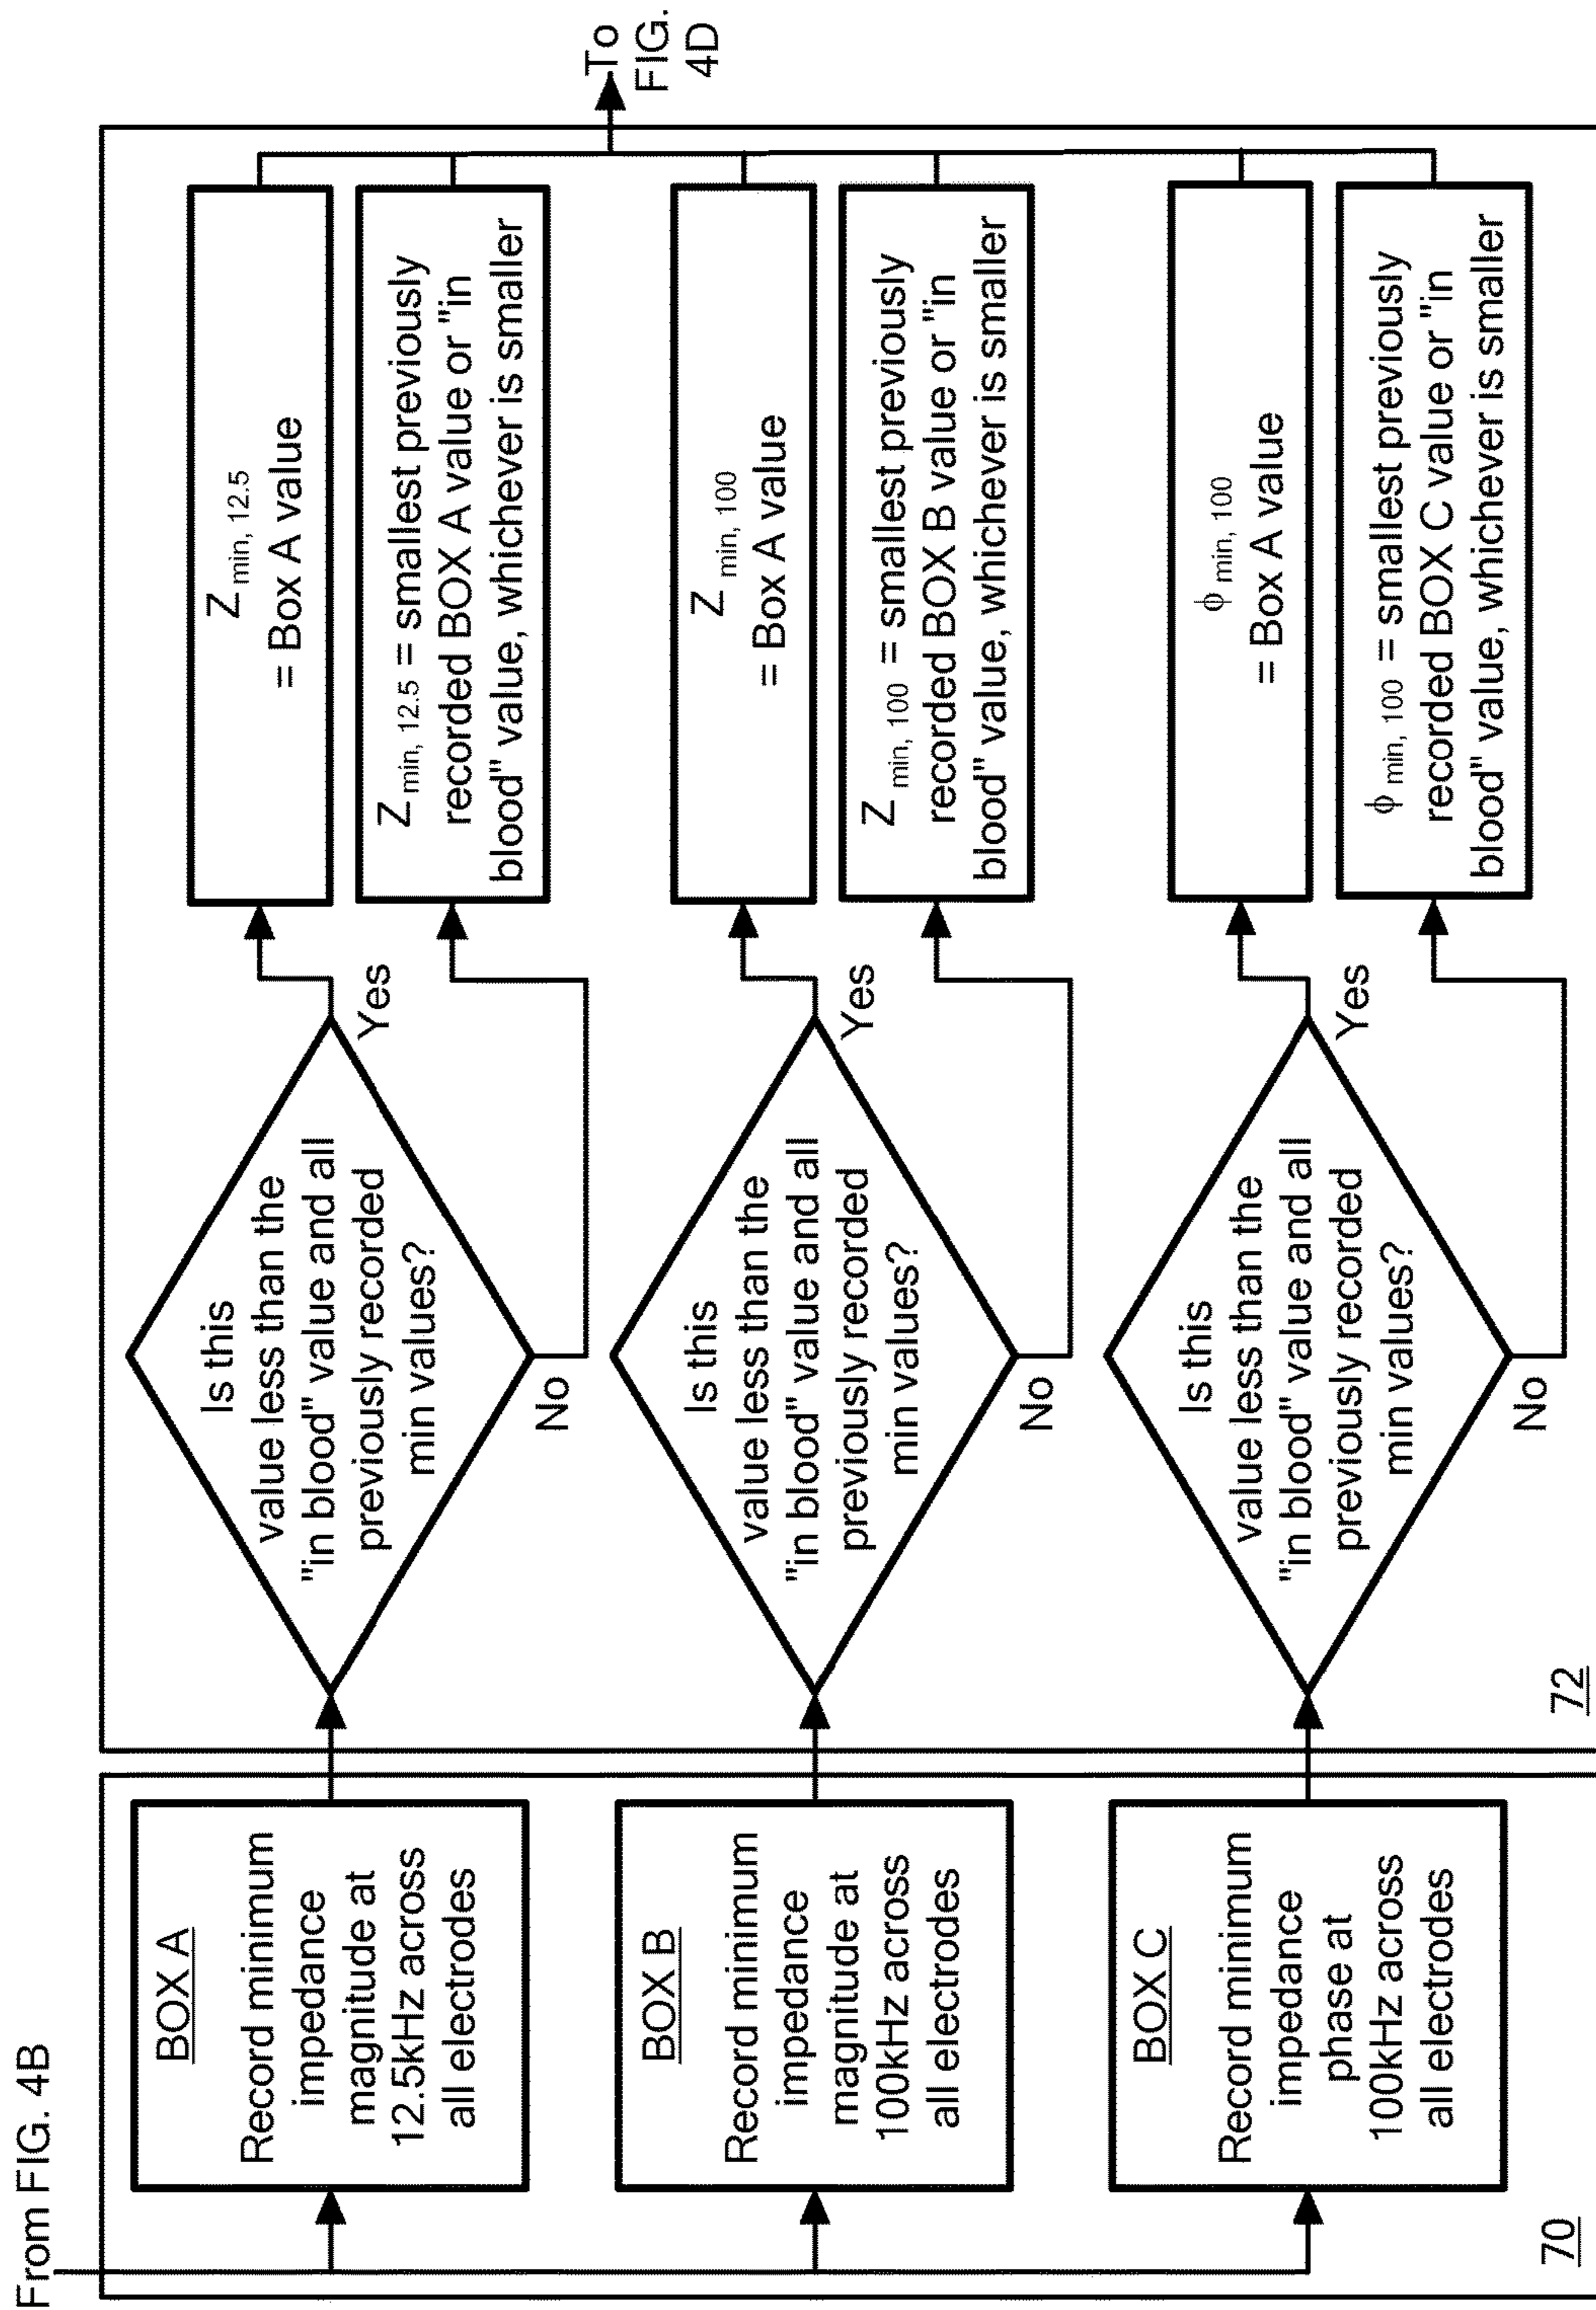 From FIG. 4B
BOX A
Record minimum
impedance
magnitude at
12.5kHz across
all electrodes
BOX B
Record minimum
impedance
magnitude at
100kHz across
all electrodes
BOX C
Record minimum
impedance
phase at
100kHz across
all electrodes
70
Is this
value less than the
"in blood" value and all
previously recorded
min values?
Yes
No
Z min, 12.5
= Box A value
Z min, 12.5 = smallest previously
recorded BOX A value or "in
blood" value, whichever is smaller
Is this
value less than the
"in blood" value and all
previously recorded
min values?
Yes
No
Z min, 100
= Box A value
Z min, 100 = smallest previously
recorded BOX B value or "in
blood" value, whichever is smaller
Is this
value less than the
"in blood" value and all
previously recorded
min values?
Yes
No
ϕ min, 100
= Box A value
ϕ min, 100 = smallest previously
recorded BOX C value or "in
blood" value, whichever is smaller
72
To
FIG.
4D